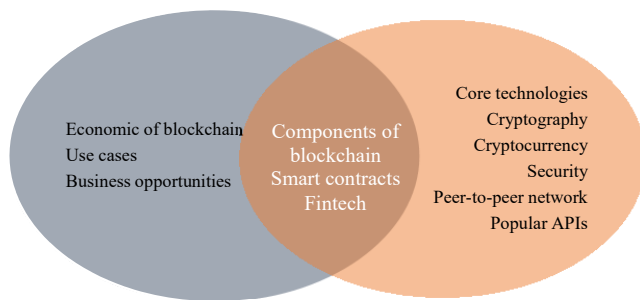 Economic of blockchain
Use cases
Business opportunities
Components of
blockchain
Smart contracts
Fintech
Core technologies
Cryptography
Cryptocurrency
Security
Peer-to-peer network
Popular APIs